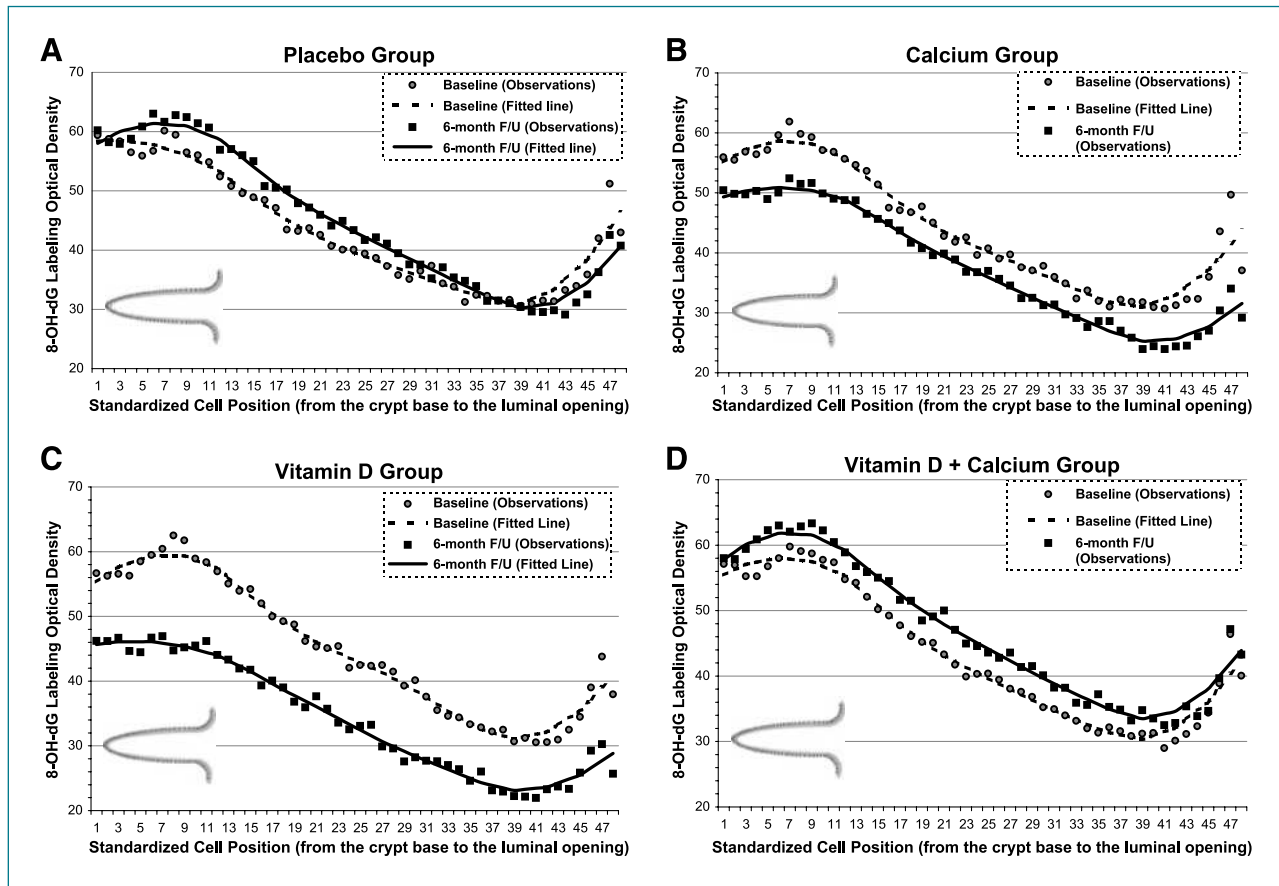 A
Placebo Group
8-OH-dG Labeling Optical Density
70
60
50
40
30
20
Baseline (Observations)
Baseline (Fitted line)
6-month F/U (Observations)
6-month F/U (Fitted line)
1 3 5 7 9 11 13 15 17 19 21 23 25 27 29 31 33 35 37 39 41 43 45 47
Standardized Cell Position (from the crypt base to the luminal opening)
B
Calcium Group
8-OH-dG Labeling Optical Density
70
60
50
40
30
20
Baseline (Observations)
Baseline (Fitted Line)
6-month F/U
(Observations)
1 3 5 7 9 11 13 15 17 19 21 23 25 27 29 31 33 35 37 39 41 43 45 47
Standardized Cell Position (from the crypt base to the luminal opening)
C
Vitamin D Group
8-OH-dG Labeling Optical Density
70
60
50
40
30
20
Baseline (Observations)
Baseline (Fitted Line)
6-month F/U (Observations)
6-month F/U (Fitted Line)
1 3 5 7 9 11 13 15 17 19 21 23 25 27 29 31 33 35 37 39 41 43 45 47
Standardized Cell Position (from the crypt base to the luminal opening)
D
Vitamin D + Calcium Group
8-OH-dG Labeling Optical Density
70
60
50
40
30
20
Baseline (Observations)
Baseline (Fitted Line)
6-month F/U
(Observations)
1 3 5 7 9 11 13 15 17 19 21 23 25 27 29 31 33 35 37 39 41 43 45 47
Standardized Cell Position (from the crypt base to the luminal opening)